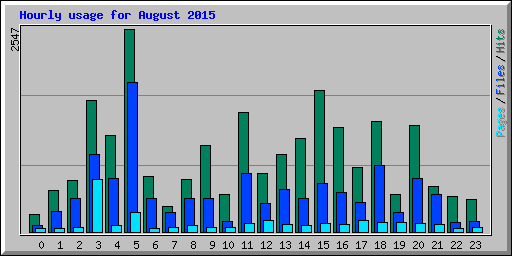 Hourly usage for August 2015
2547
Pages/Files/Hits
0 1 2 3 4 5 6 7 8 9 10 11 12 13 14 15 16 17 18 19 20 21 22 23